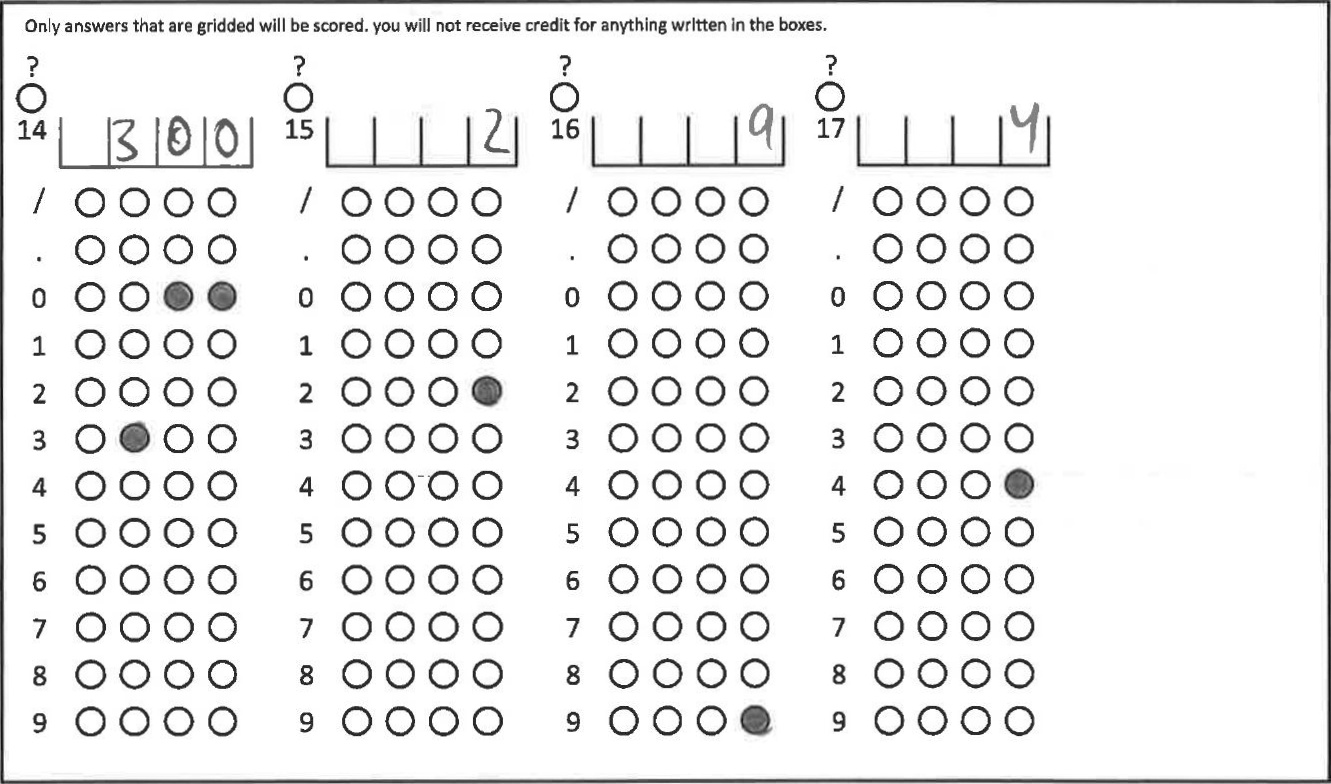 Only answers that are gridded will be scored. you will not receive credit for anything written in the boxes.
? ? ? ?
14 300 15 2 16 9 17 4
/ / / /
. . . .
0 0 0 0
1 1 1 1
2 2 2 2
3 3 3 3
4 4 4 4
5 5 5 5
6 6 6 6
7 7 7 7
8 8 8 8
9 9 9 9